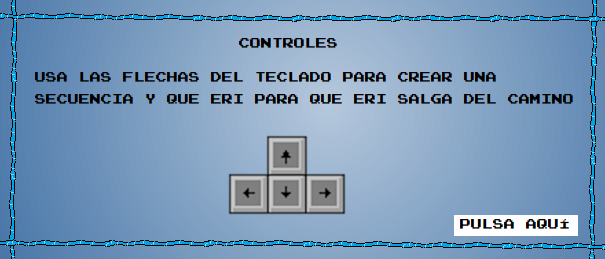 CONTROLES
USA LAS FLECHAS DEL TECLADO PARA CREAR UNA
SECUENCIA Y QUE ERI PARA QUE ERI SALGA DEL CAMINO
PULSA AQUí